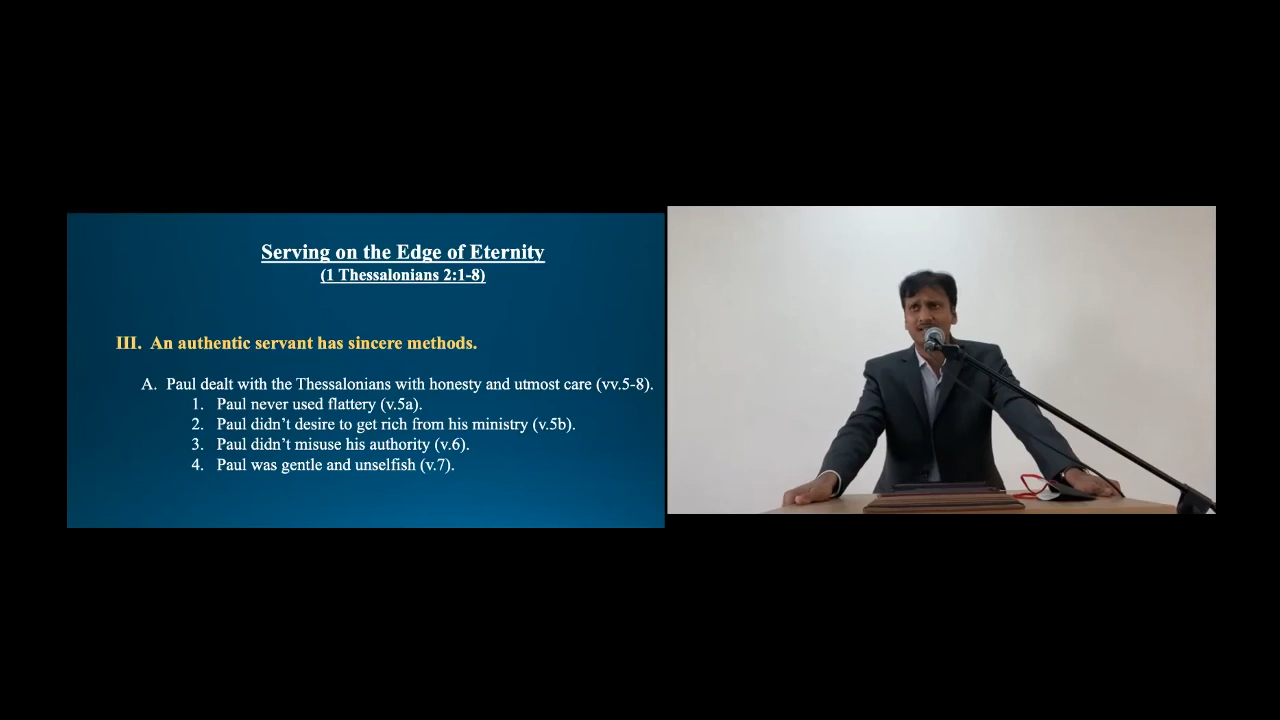 Serving on the Edge of Eternity
(1 Thessalonians 2:1-8)
III. An authentic servant has sincere methods.
A. Paul dealt with the Thessalonians with honesty and utmost care (vv.5-8).
1. Paul never used flattery (v.5a).
2. Paul didn’t desire to get rich from his ministry (v.5b).
3. Paul didn’t misuse his authority (v.6).
4. Paul was gentle and unselfish (v.7).